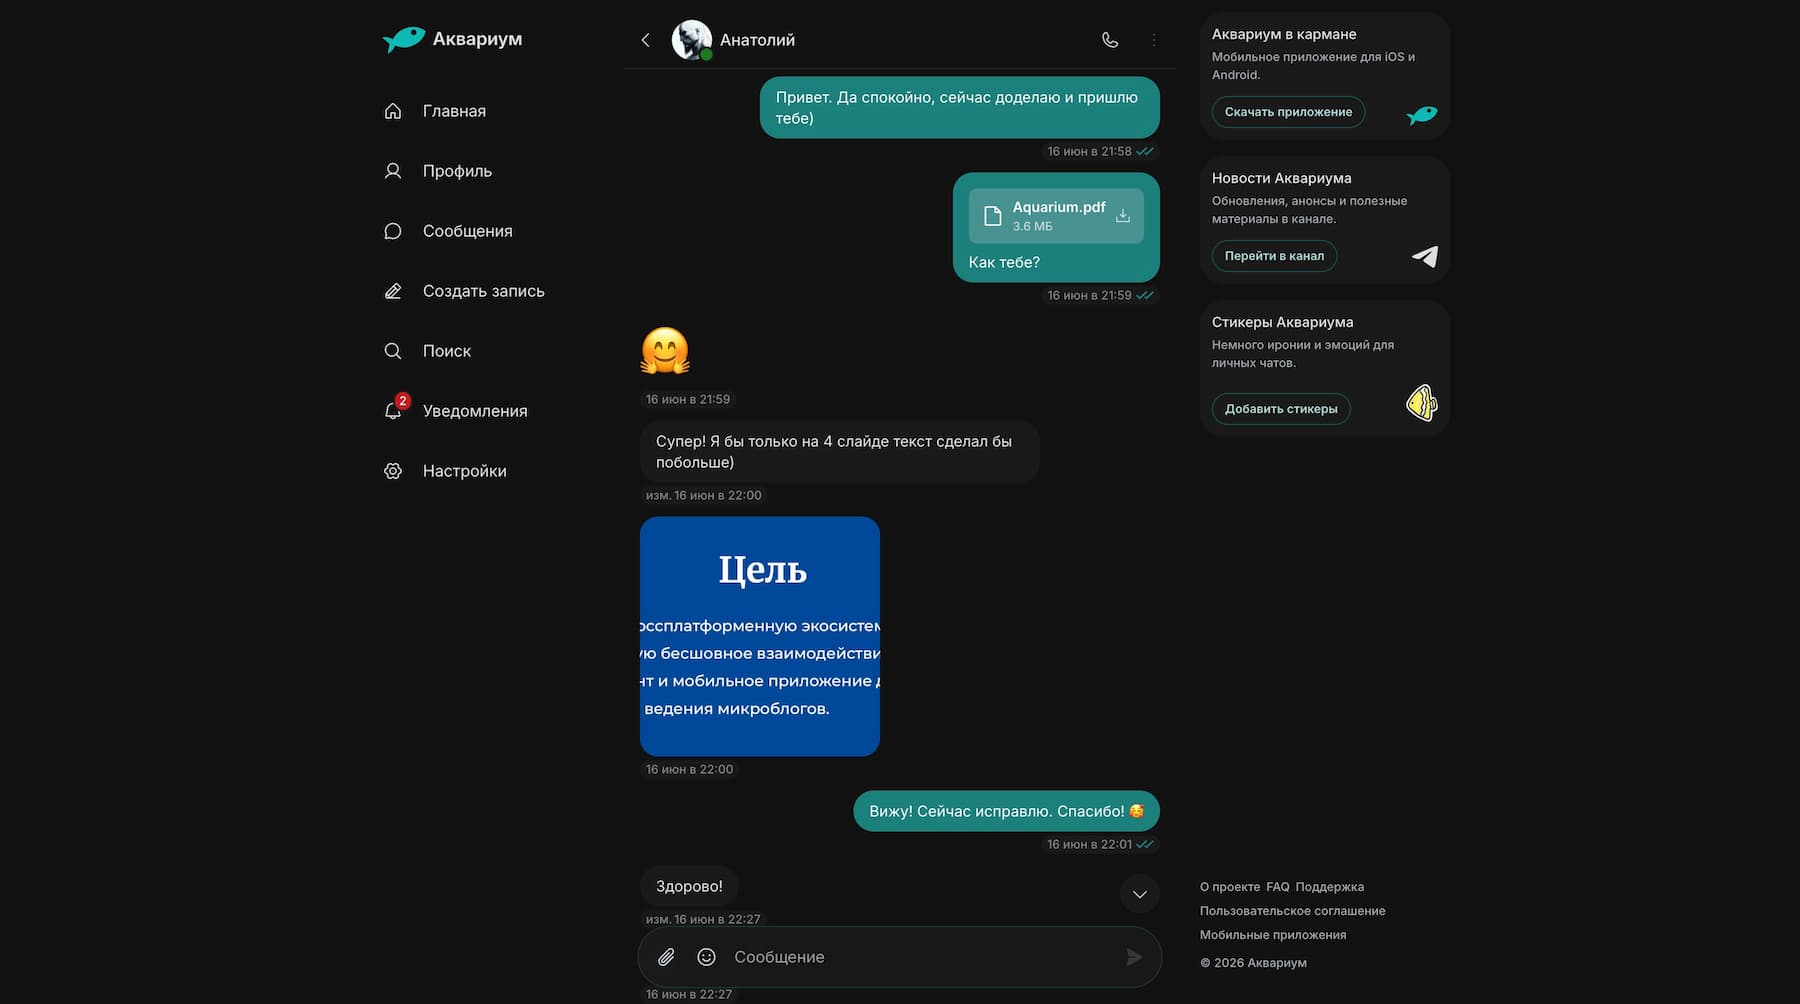 Аквариум
Главная
Профиль
Сообщения
Создать запись
Поиск
2
Уведомления
Настройки
Анатолий
Привет. Да спокойно, сейчас доделаю и пришлю
тебе)
16 июн в 21:58
Aquarium.pdf
3.6 МБ
Как тебе?
16 июн в 21:59
16 июн в 21:59
Супер! Я бы только на 4 слайде текст сделал бы
побольше)
изм. 16 июн в 22:00
Цель
оссплатформенную экосистем
ую бесшовное взаимодействи
нт и мобильное приложение д
ведения микроблогов.
16 июн в 22:00
Вижу! Сейчас исправлю. Спасибо! 🥰
16 июн в 22:01
Здорово!
изм. 16 июн в 22:27
Сообщение
16 июн в 22:27
Аквариум в кармане
Мобильное приложение для iOS и
Android.
Скачать приложение
Новости Аквариума
Обновления, анонсы и полезные
материалы в канале.
Перейти в канал
Стикеры Аквариума
Немного иронии и эмоций для
личных чатов.
Добавить стикеры
О проекте FAQ Поддержка
Пользовательское соглашение
Мобильные приложения
© 2026 Аквариум